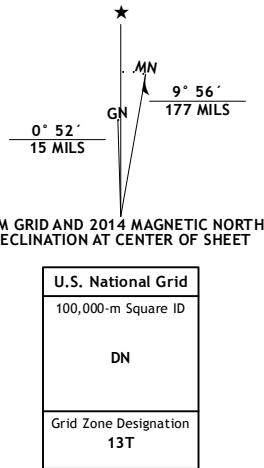 MN
GN
9° 56´
177 MILS
0° 52´
15 MILS
M GRID AND 2014 MAGNETIC NORTH
ECLINATION AT CENTER OF SHEET
U.S. National Grid
100,000-m Square ID
DN
Grid Zone Designation
13T